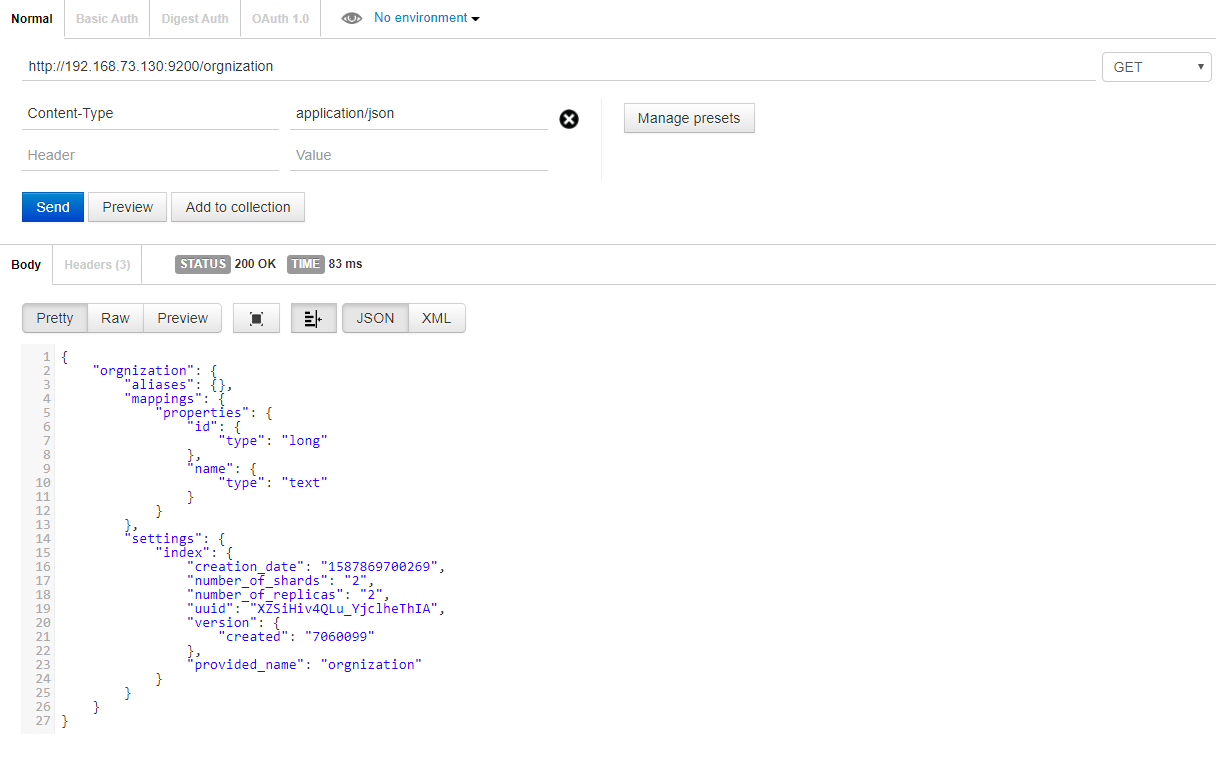 Normal Basic Auth Digest Auth OAuth 1.0 No environment
http://192.168.73.130:9200/orgnization GET
Content-Type application/json Manage presets
Header Value
Send Preview Add to collection
Body Headers (3) STATUS 200 OK TIME 83 ms
Pretty Raw Preview JSON XML
1 {
2     "orgnization": {
3         "aliases": {},
4         "mappings": {
5             "properties": {
6                 "id": {
7                     "type": "long"
8                 },
9                 "name": {
10                     "type": "text"
11                 }
12             }
13         },
14         "settings": {
15             "index": {
16                 "creation_date": "1587869700269",
17                 "number_of_shards": "2",
18                 "number_of_replicas": "2",
19                 "uuid": "XZSiHiv4QLu_YjclheThIA",
20                 "version": {
21                     "created": "7060099"
22                 },
23                 "provided_name": "orgnization"
24             }
25         }
26     }
27 }